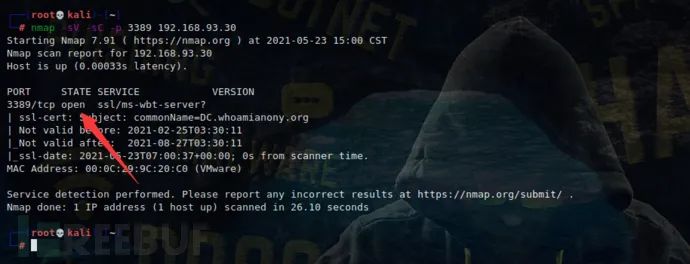 root💀kali)-[~]
# nmap -sV -sC -p 3389 192.168.93.30
Starting Nmap 7.91 ( https://nmap.org ) at 2021-05-23 15:00 CST
Nmap scan report for 192.168.93.30
Host is up (0.00033s latency).
PORT     STATE SERVICE            VERSION
3389/tcp open  ssl/ms-wbt-server?
| ssl-cert: Subject: commonName=DC.whoamianony.org
| Not valid before: 2021-02-25T03:30:11
|_Not valid after:  2021-08-27T03:30:11
|_ssl-date: 2021-05-23T07:00:37+00:00; 0s from scanner time.
MAC Address: 00:0C:29:9C:20:C0 (VMware)
Service detection performed. Please report any incorrect results at https://nmap.org/submit/ .
Nmap done: 1 IP address (1 host up) scanned in 26.10 seconds
root💀kali)-[~]
#
REEBUF